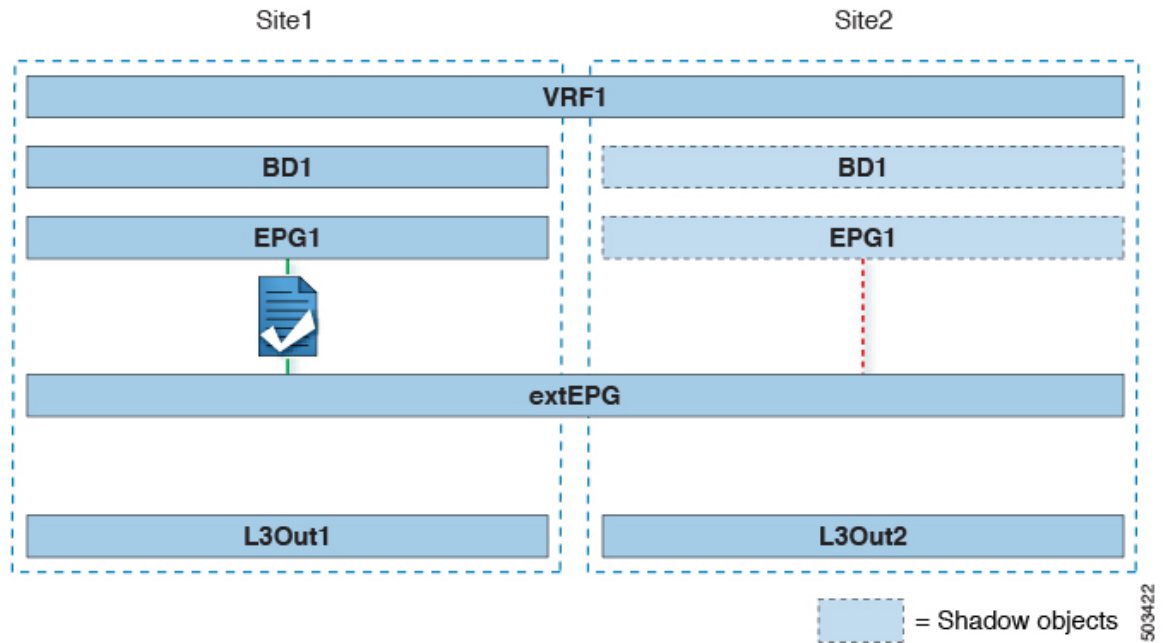 Site1
Site2
VRF1
BD1
BD1
EPG1
EPG1
extEPG
L3Out1
L3Out2
= Shadow objects
503422